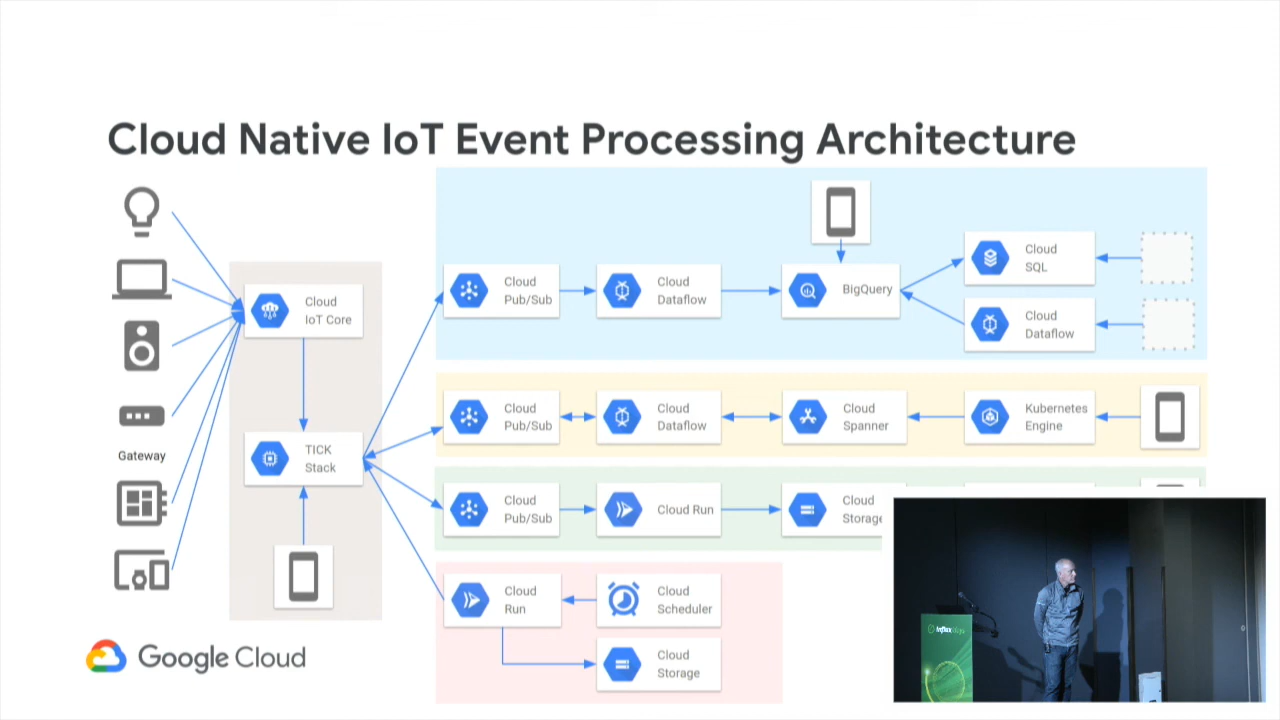 Cloud Native IoT Event Processing Architecture
Gateway
Cloud
IoT Core
TICK
Stack
Cloud
Pub/Sub
Cloud
Dataflow
BigQuery
Cloud
SQL
Cloud
Dataflow
Cloud
Pub/Sub
Cloud
Dataflow
Cloud
Spanner
Kubernetes
Engine
Cloud
Pub/Sub
Cloud Run
Cloud
Storage
Cloud
Run
Cloud
Scheduler
Cloud
Storage
Google Cloud
influxdays